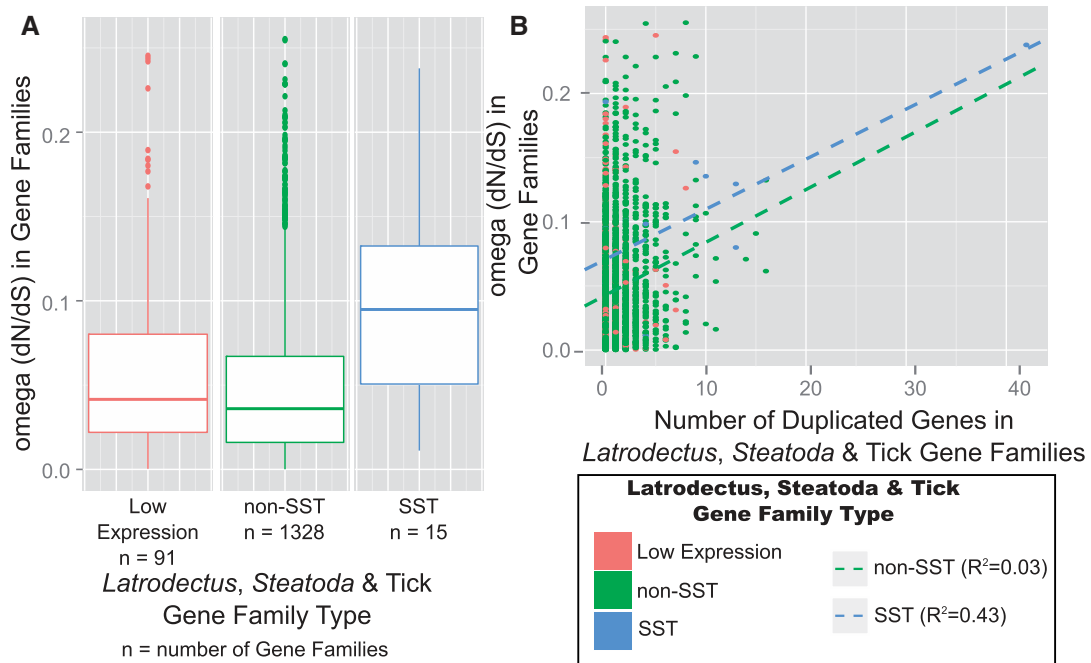 A
omega (dN/dS) in Gene Families
0.2
0.1
0.0
Low
Expression
n = 91
non-SST
n = 1328
SST
n = 15
Latrodectus, Steatoda & Tick
Gene Family Type
n = number of Gene Families
B
omega (dN/dS) in
Gene Families
0.2
0.1
0.0
0 10 20 30 40
Number of Duplicated Genes in
Latrodectus, Steatoda & Tick Gene Families
Latrodectus, Steatoda & Tick
Gene Family Type
Low Expression
non-SST
SST
non-SST (R²=0.03)
SST (R²=0.43)